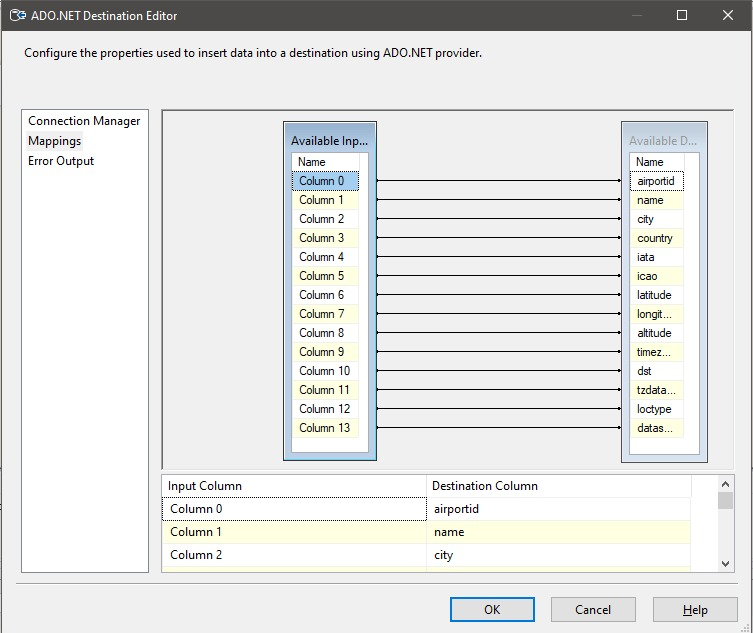 ADO.NET Destination Editor
Configure the properties used to insert data into a destination using ADO.NET provider.
Connection Manager
Mappings
Error Output
Available Inp...
Name
Column 0
Column 1
Column 2
Column 3
Column 4
Column 5
Column 6
Column 7
Column 8
Column 9
Column 10
Column 11
Column 12
Column 13
Available D...
Name
airportid
name
city
country
iata
icao
latitude
longit...
altitude
timez...
dst
tzdata...
loctype
datas...
Input Column Destination Column
Column 0 airportid
Column 1 name
Column 2 city
OK Cancel Help